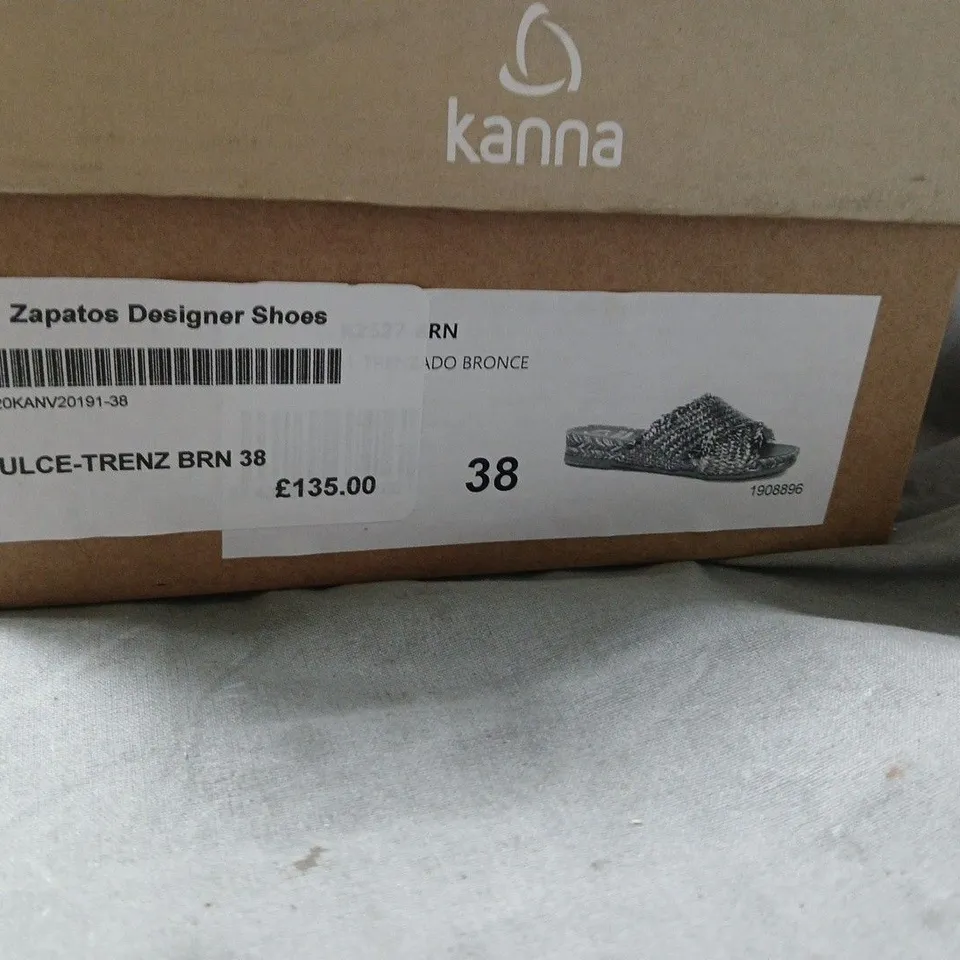 kanna
Zapatos Designer Shoes
20KANV20191-38
ULCE-TRENZ BRN 38
£135.00
RN
ADO BRONCE
38
1908896